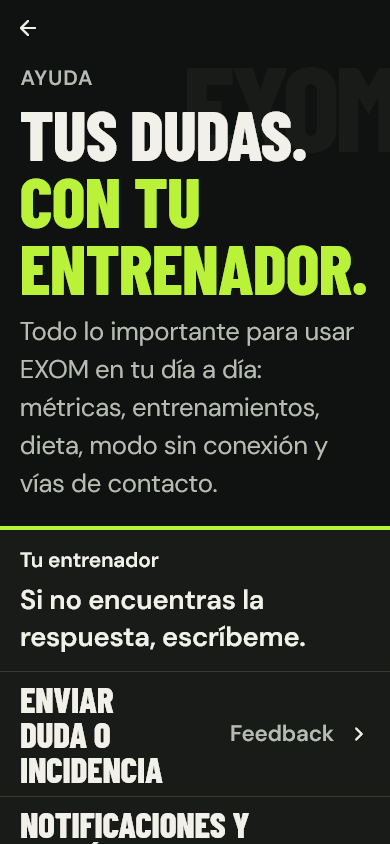 AYUDA
EXOM
TUS DUDAS.
CON TU
ENTRENADOR.
Todo lo importante para usar
EXOM en tu día a día:
métricas, entrenamientos,
dieta, modo sin conexión y
vías de contacto.
Tu entrenador
Si no encuentras la
respuesta, escríbeme.
ENVIAR
DUDA O
INCIDENCIA
Feedback
NOTIFICACIONES Y